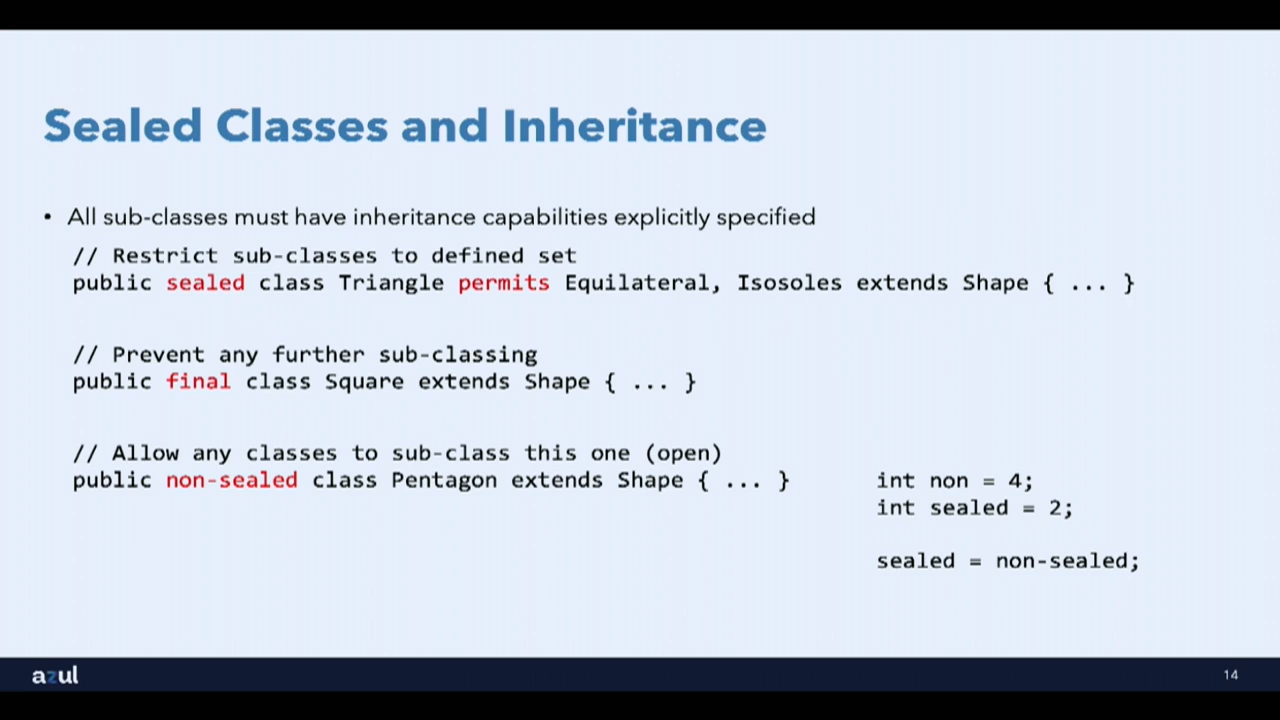 Sealed Classes and Inheritance
• All sub-classes must have inheritance capabilities explicitly specified
// Restrict sub-classes to defined set
public sealed class Triangle permits Equilateral, Isosoles extends Shape { ... }
// Prevent any further sub-classing
public final class Square extends Shape { ... }
// Allow any classes to sub-class this one (open)
public non-sealed class Pentagon extends Shape { ... }
int non = 4;
int sealed = 2;
sealed = non-sealed;
azul
14